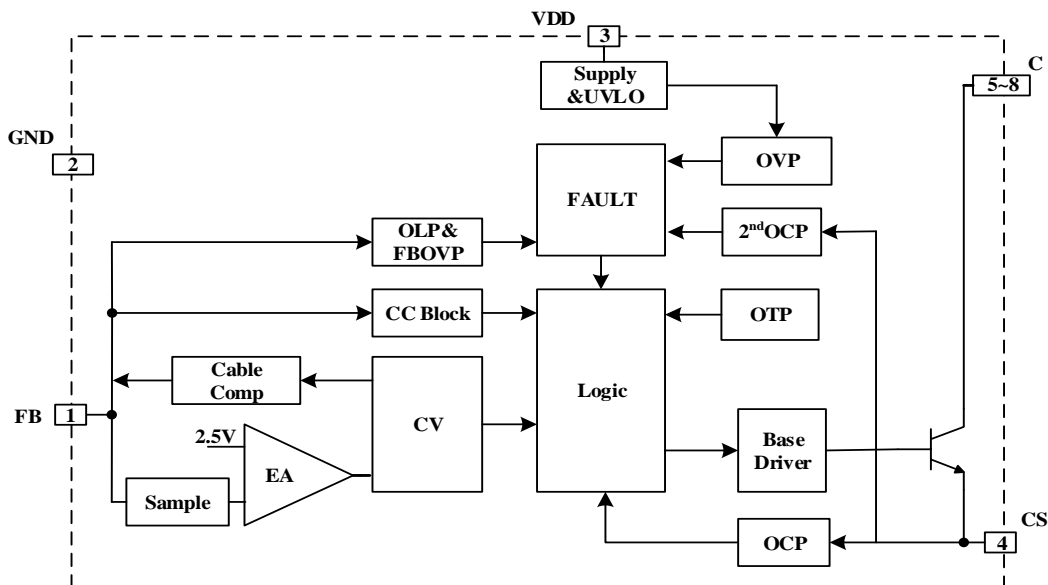 VDD
3
C
5~8
Supply
&UVLO
GND
2
OVP
FAULT
OLP&
FBOVP
2ndOCP
CC Block
OTP
Cable
Comp
Logic
FB
1
CV
2.5V
EA
Base
Driver
Sample
CS
4
OCP